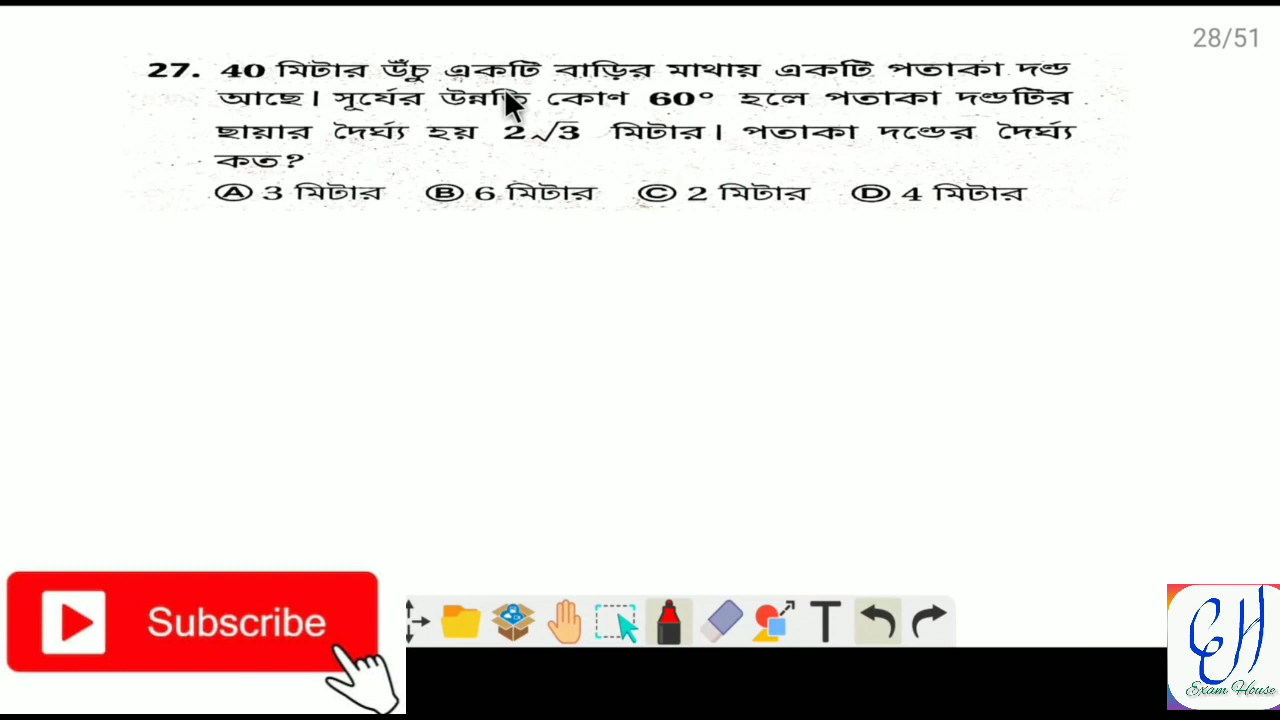 28/51
27. 40 মিটার উঁচু একটি বাড়ির মাথায় একটি পতাকা দণ্ড
আছে। সূর্যের উন্নতি কোণ 60° হলে পতাকা দণ্ডটির
ছায়ার দৈর্ঘ্য হয় 2√3 মিটার। পতাকা দণ্ডের দৈর্ঘ্য
কত?
Ⓐ 3 মিটার Ⓑ 6 মিটার Ⓒ 2 মিটার Ⓓ 4 মিটার
Subscribe
T
EH
Exam House